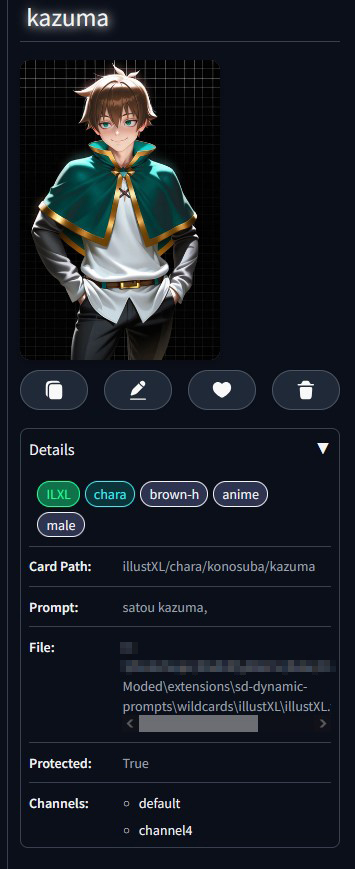 kazuma
Details
ILXL chara brown-h anime
male
Card Path: illustXL/chara/konosuba/kazuma
Prompt: satou kazuma,
File:
Moded\extensions\sd-dynamic-
prompts\wildcards\illustXL\illustXL.
Protected: True
Channels: default
channel4